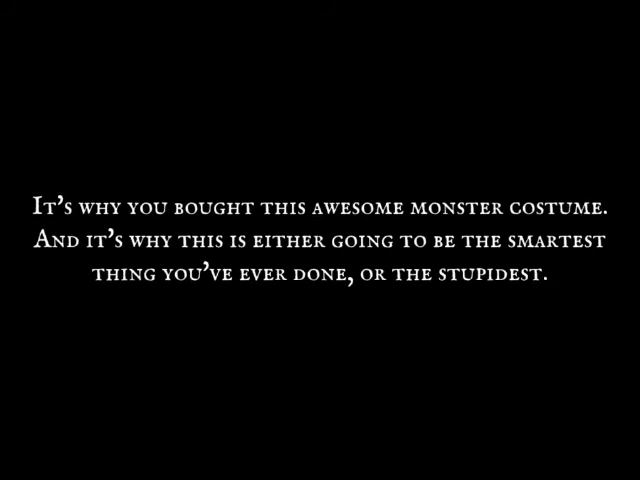 It's why you bought this awesome monster costume.
And it's why this is either going to be the smartest
thing you've ever done, or the stupidest.